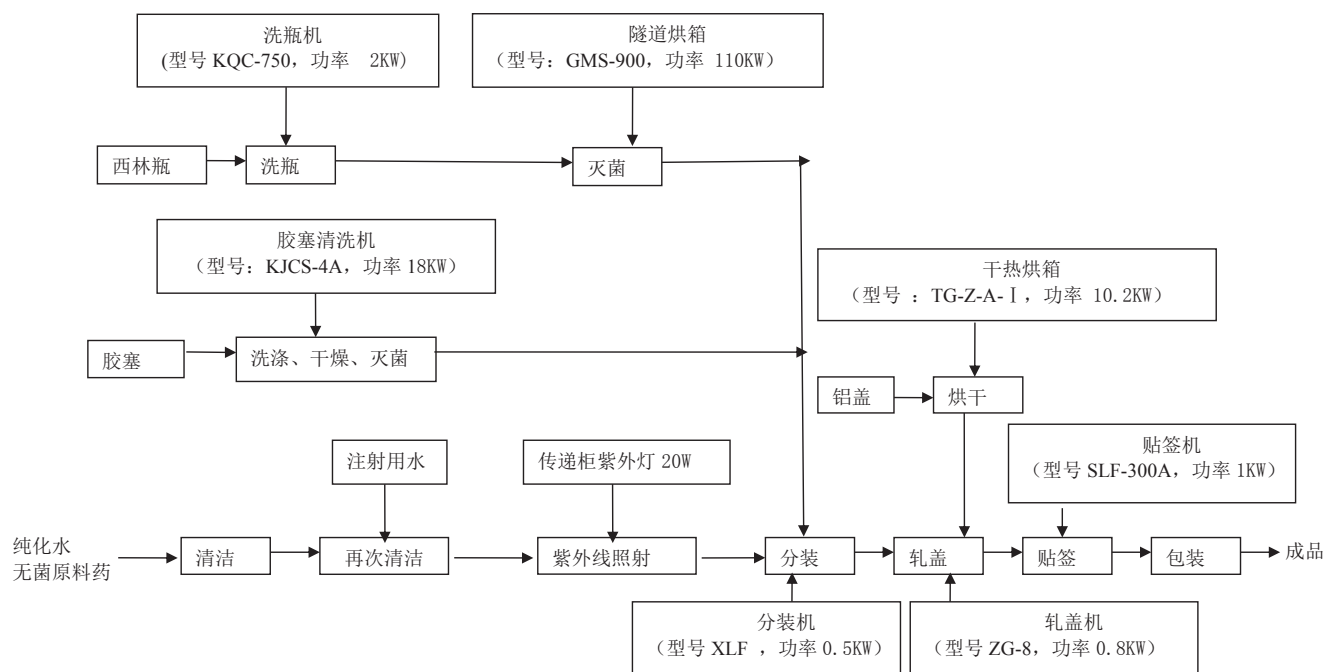 洗瓶机
(型号 KQC-750，功率 2KW)
隧道烘箱
（型号：GMS-900，功率 110KW）
西林瓶
洗瓶
灭菌
胶塞清洗机
（型号：KJCS-4A，功率 18KW）
干热烘箱
（型号 ：TG-Z-A-Ⅰ，功率 10.2KW）
胶塞
洗涤、干燥、灭菌
铝盖
烘干
注射用水
传递柜紫外灯 20W
贴签机
（型号 SLF-300A，功率 1KW）
纯化水
无菌原料药
清洁
再次清洁
紫外线照射
分装
轧盖
贴签
包装
成品
分装机
（型号 XLF ，功率 0.5KW）
轧盖机
（型号 ZG-8，功率 0.8KW）